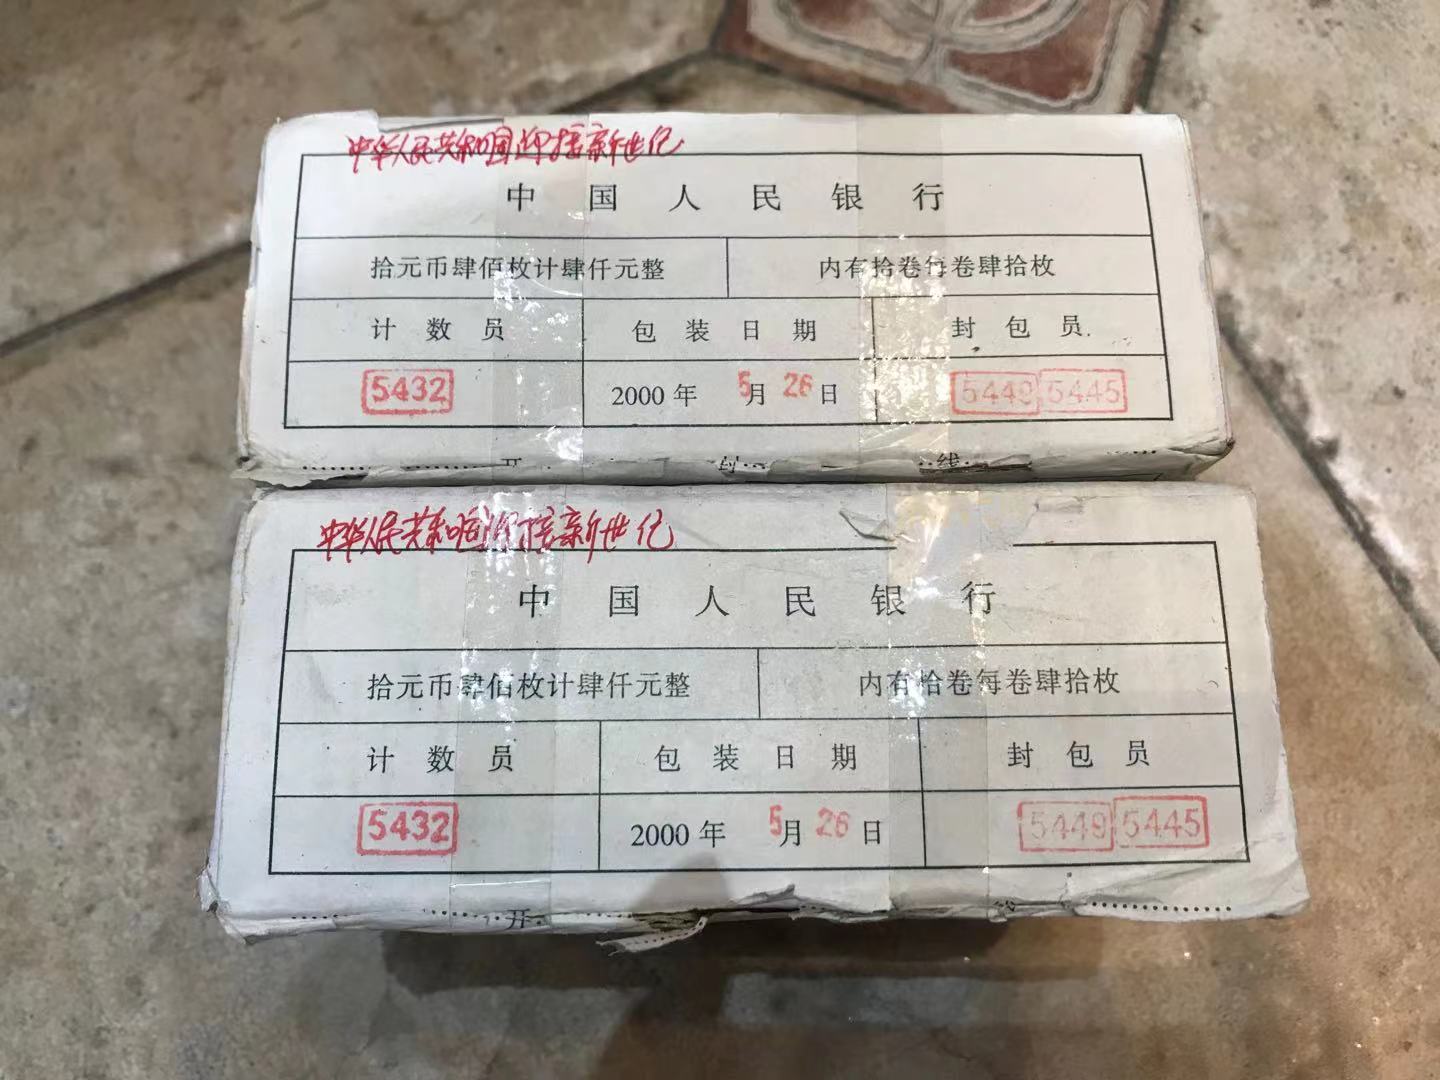 中华人民共和国迎接新世纪
中国人民银行
拾元币肆佰枚计肆仟元整 内有拾卷每卷肆拾枚
计数员 包装日期 封包员
5432 2000年 5月 26日 5449 5445
开 封 线
中华人民共和国迎接新世纪
中国人民银行
拾元币肆佰枚计肆仟元整 内有拾卷每卷肆拾枚
计数员 包装日期 封包员
5432 2000年 5月 26日 5449 5445
开